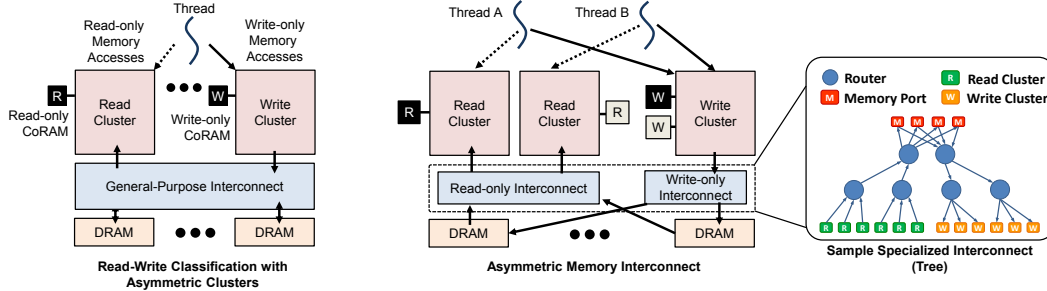 Thread
Read-only
Memory
Accesses
Write-only
Memory
Accesses
R
Read
Cluster
W
Write
Cluster
Read-only
CoRAM
Write-only
CoRAM
General-Purpose Interconnect
DRAM
DRAM
Read-Write Classification with
Asymmetric Clusters
Thread A
Thread B
R
Read
Cluster
Read
Cluster
R
W
W
Write
Cluster
Read-only Interconnect
Write-only
Interconnect
DRAM
DRAM
Asymmetric Memory Interconnect
Router
R Read Cluster
M Memory Port
W Write Cluster
M M M M
R R R R R R W W W W W W
Sample Specialized Interconnect
(Tree)